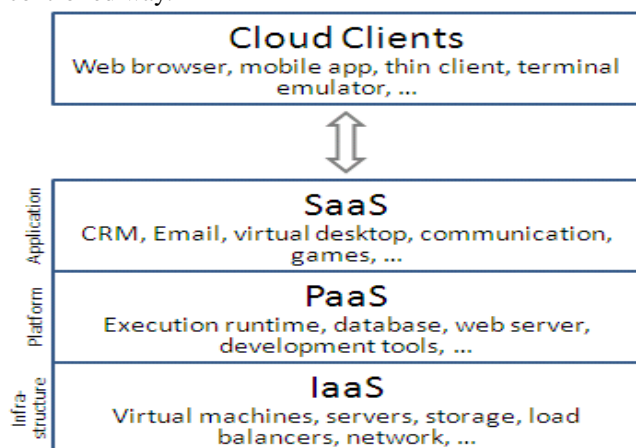 Cloud Clients
Web browser, mobile app, thin client, terminal
emulator, ...
Application
SaaS
CRM, Email, virtual desktop, communication,
games, ...
Platform
PaaS
Execution runtime, database, web server,
development tools, ...
Infra-
structure
IaaS
Virtual machines, servers, storage, load
balancers, network, ...